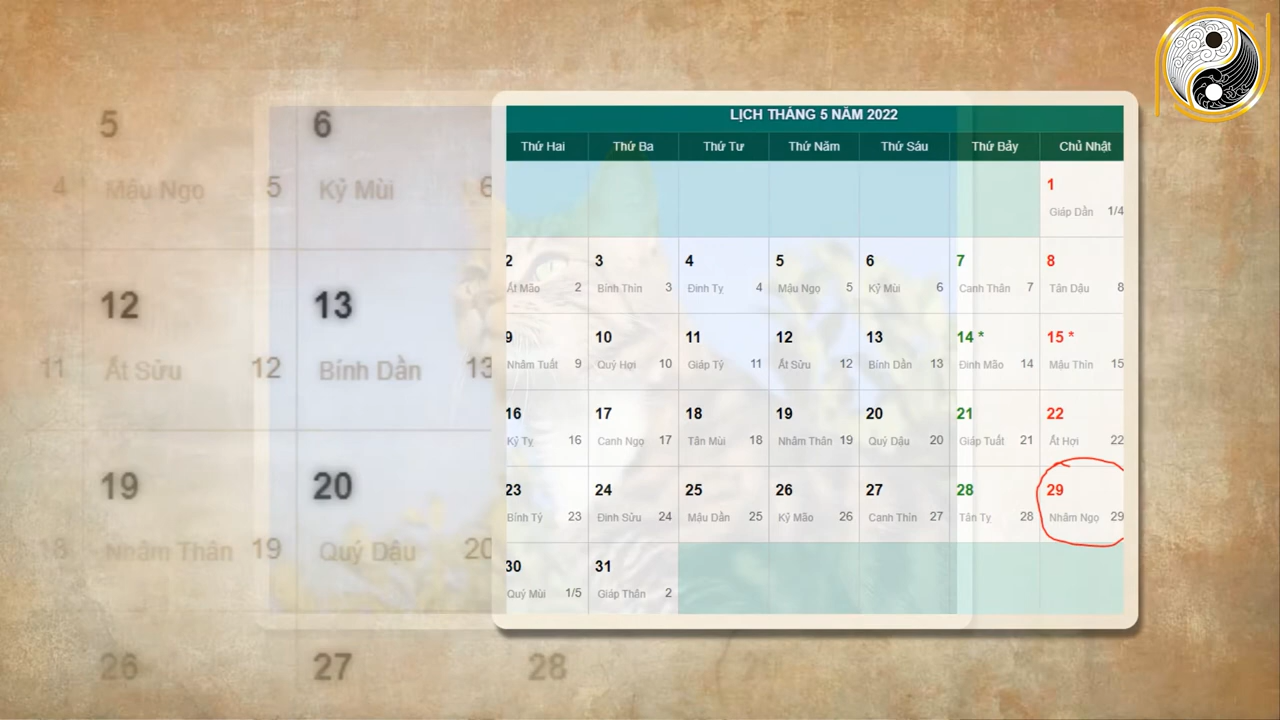 LỊCH THÁNG 5 NĂM 2022
Thứ Hai Thứ Ba Thứ Tư Thứ Năm Thứ Sáu Thứ Bảy Chủ Nhật
1
Giáp Dần 1/4
2 3 4 5 6 7 8
Ất Mão 2 Bính Thìn 3 Đinh Tỵ 4 Mậu Ngọ 5 Kỷ Mùi 6 Canh Thân 7 Tân Dậu 8
9 10 11 12 13 14 * 15 *
Nhâm Tuất 9 Quý Hợi 10 Giáp Tý 11 Ất Sửu 12 Bính Dần 13 Đinh Mão 14 Mậu Thìn 15
16 17 18 19 20 21 22
Kỷ Tỵ 16 Canh Ngọ 17 Tân Mùi 18 Nhâm Thân 19 Quý Dậu 20 Giáp Tuất 21 Ất Hợi 22
23 24 25 26 27 28 29
Bính Tý 23 Đinh Sửu 24 Mậu Dần 25 Kỷ Mão 26 Canh Thìn 27 Tân Tỵ 28 Nhâm Ngọ 29
30 31
Quý Mùi 1/5 Giáp Thân 2
5 6
4 Mậu Ngọ 5 Kỷ Mùi 6
12 13
11 Ất Sửu 12 Bính Dần 13
19 20
18 Nhâm Thân 19 Quý Dậu 20
26 27 28